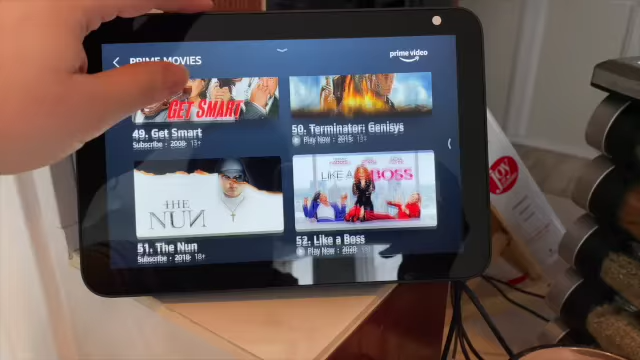 PRIME MOVIES
prime video
GET SMART
49. Get Smart
Subscribe · 2008 · 13+
50. Terminator: Genisys
Play Now · 2015 · 13+
THE NUN
LIKE A BOSS
51. The Nun
Subscribe · 2018 · 18+
52. Like a Boss
Play Now · 2020
joy